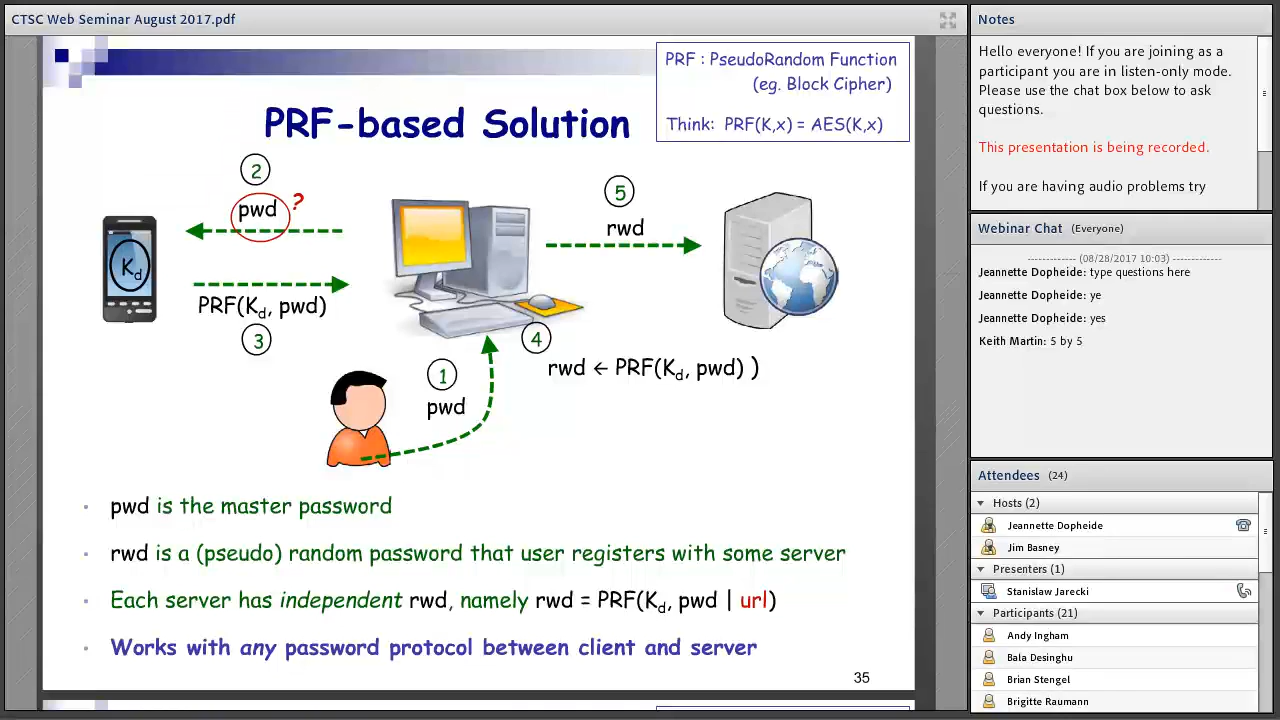 CTSC Web Seminar August 2017.pdf
PRF : PseudoRandom Function
(eg. Block Cipher)
Think: PRF(K,x) = AES(K,x)
PRF-based Solution
2
pwd ?
Kd
PRF(Kd, pwd)
3
5
rwd
4
rwd ← PRF(Kd, pwd) )
1
pwd
• pwd is the master password
• rwd is a (pseudo) random password that user registers with some server
• Each server has independent rwd, namely rwd = PRF(Kd, pwd | url)
• Works with any password protocol between client and server
35
Notes
Hello everyone! If you are joining as a
participant you are in listen-only mode.
Please use the chat box below to ask
questions.
This presentation is being recorded.
If you are having audio problems try
Webinar Chat (Everyone)
------------- (08/28/2017 10:03) -------------
Jeannette Dopheide: type questions here
Jeannette Dopheide: ye
Jeannette Dopheide: yes
Keith Martin: 5 by 5
Attendees (24)
Hosts (2)
Jeannette Dopheide
Jim Basney
Presenters (1)
Stanislaw Jarecki
Participants (21)
Andy Ingham
Bala Desinghu
Brian Stengel
Brigitte Raumann